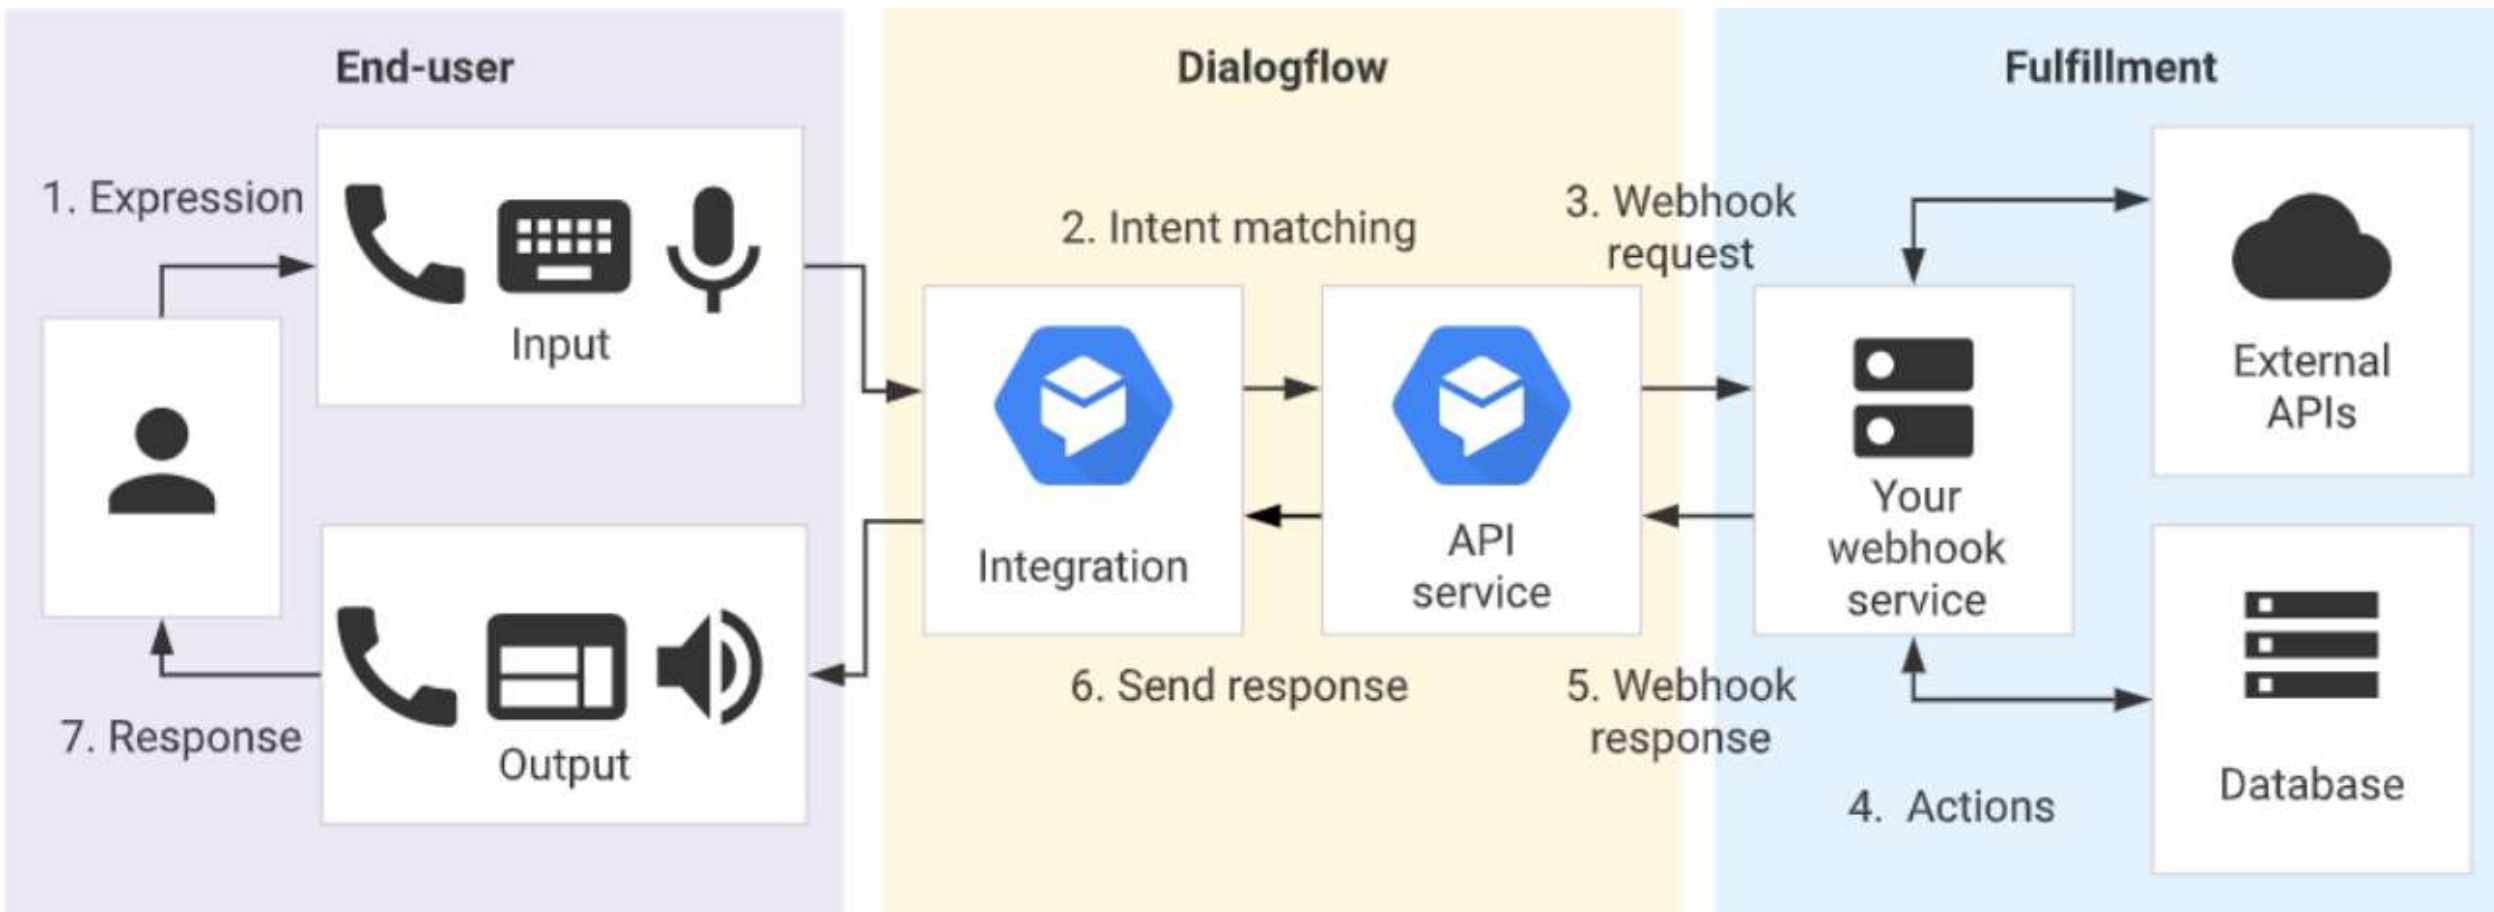 End-user
Dialogflow
Fulfillment
1. Expression
Input
2. Intent matching
3. Webhook
request
External
APIs
Integration
API
service
Your
webhook
service
Output
7. Response
6. Send response
5. Webhook
response
4. Actions
Database